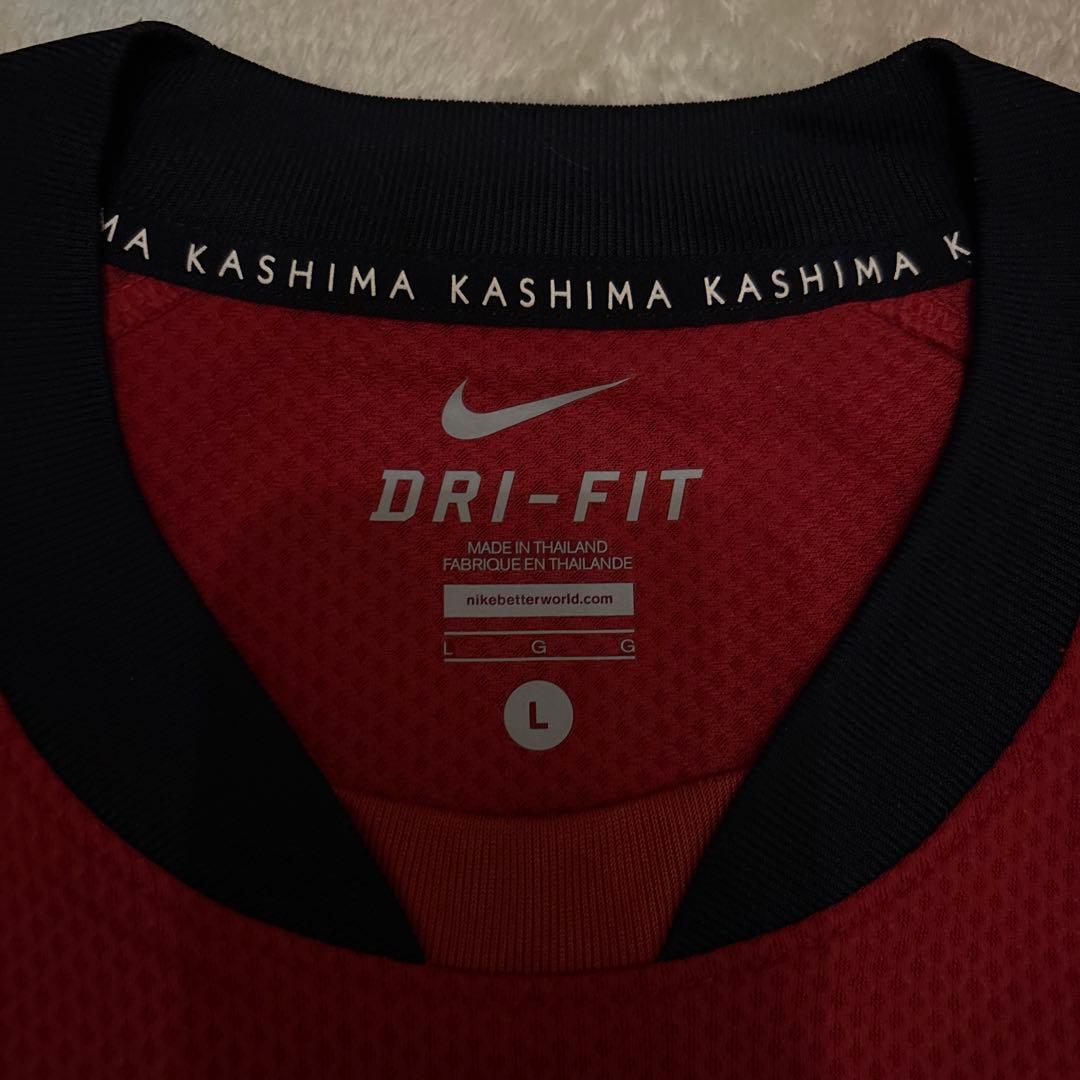 MA KASHIMA KASHIMA KASHIMA K
DRI-FIT
MADE IN THAILAND
FABRIQUE EN THAILANDE
nikebetterworld.com
L G G
L